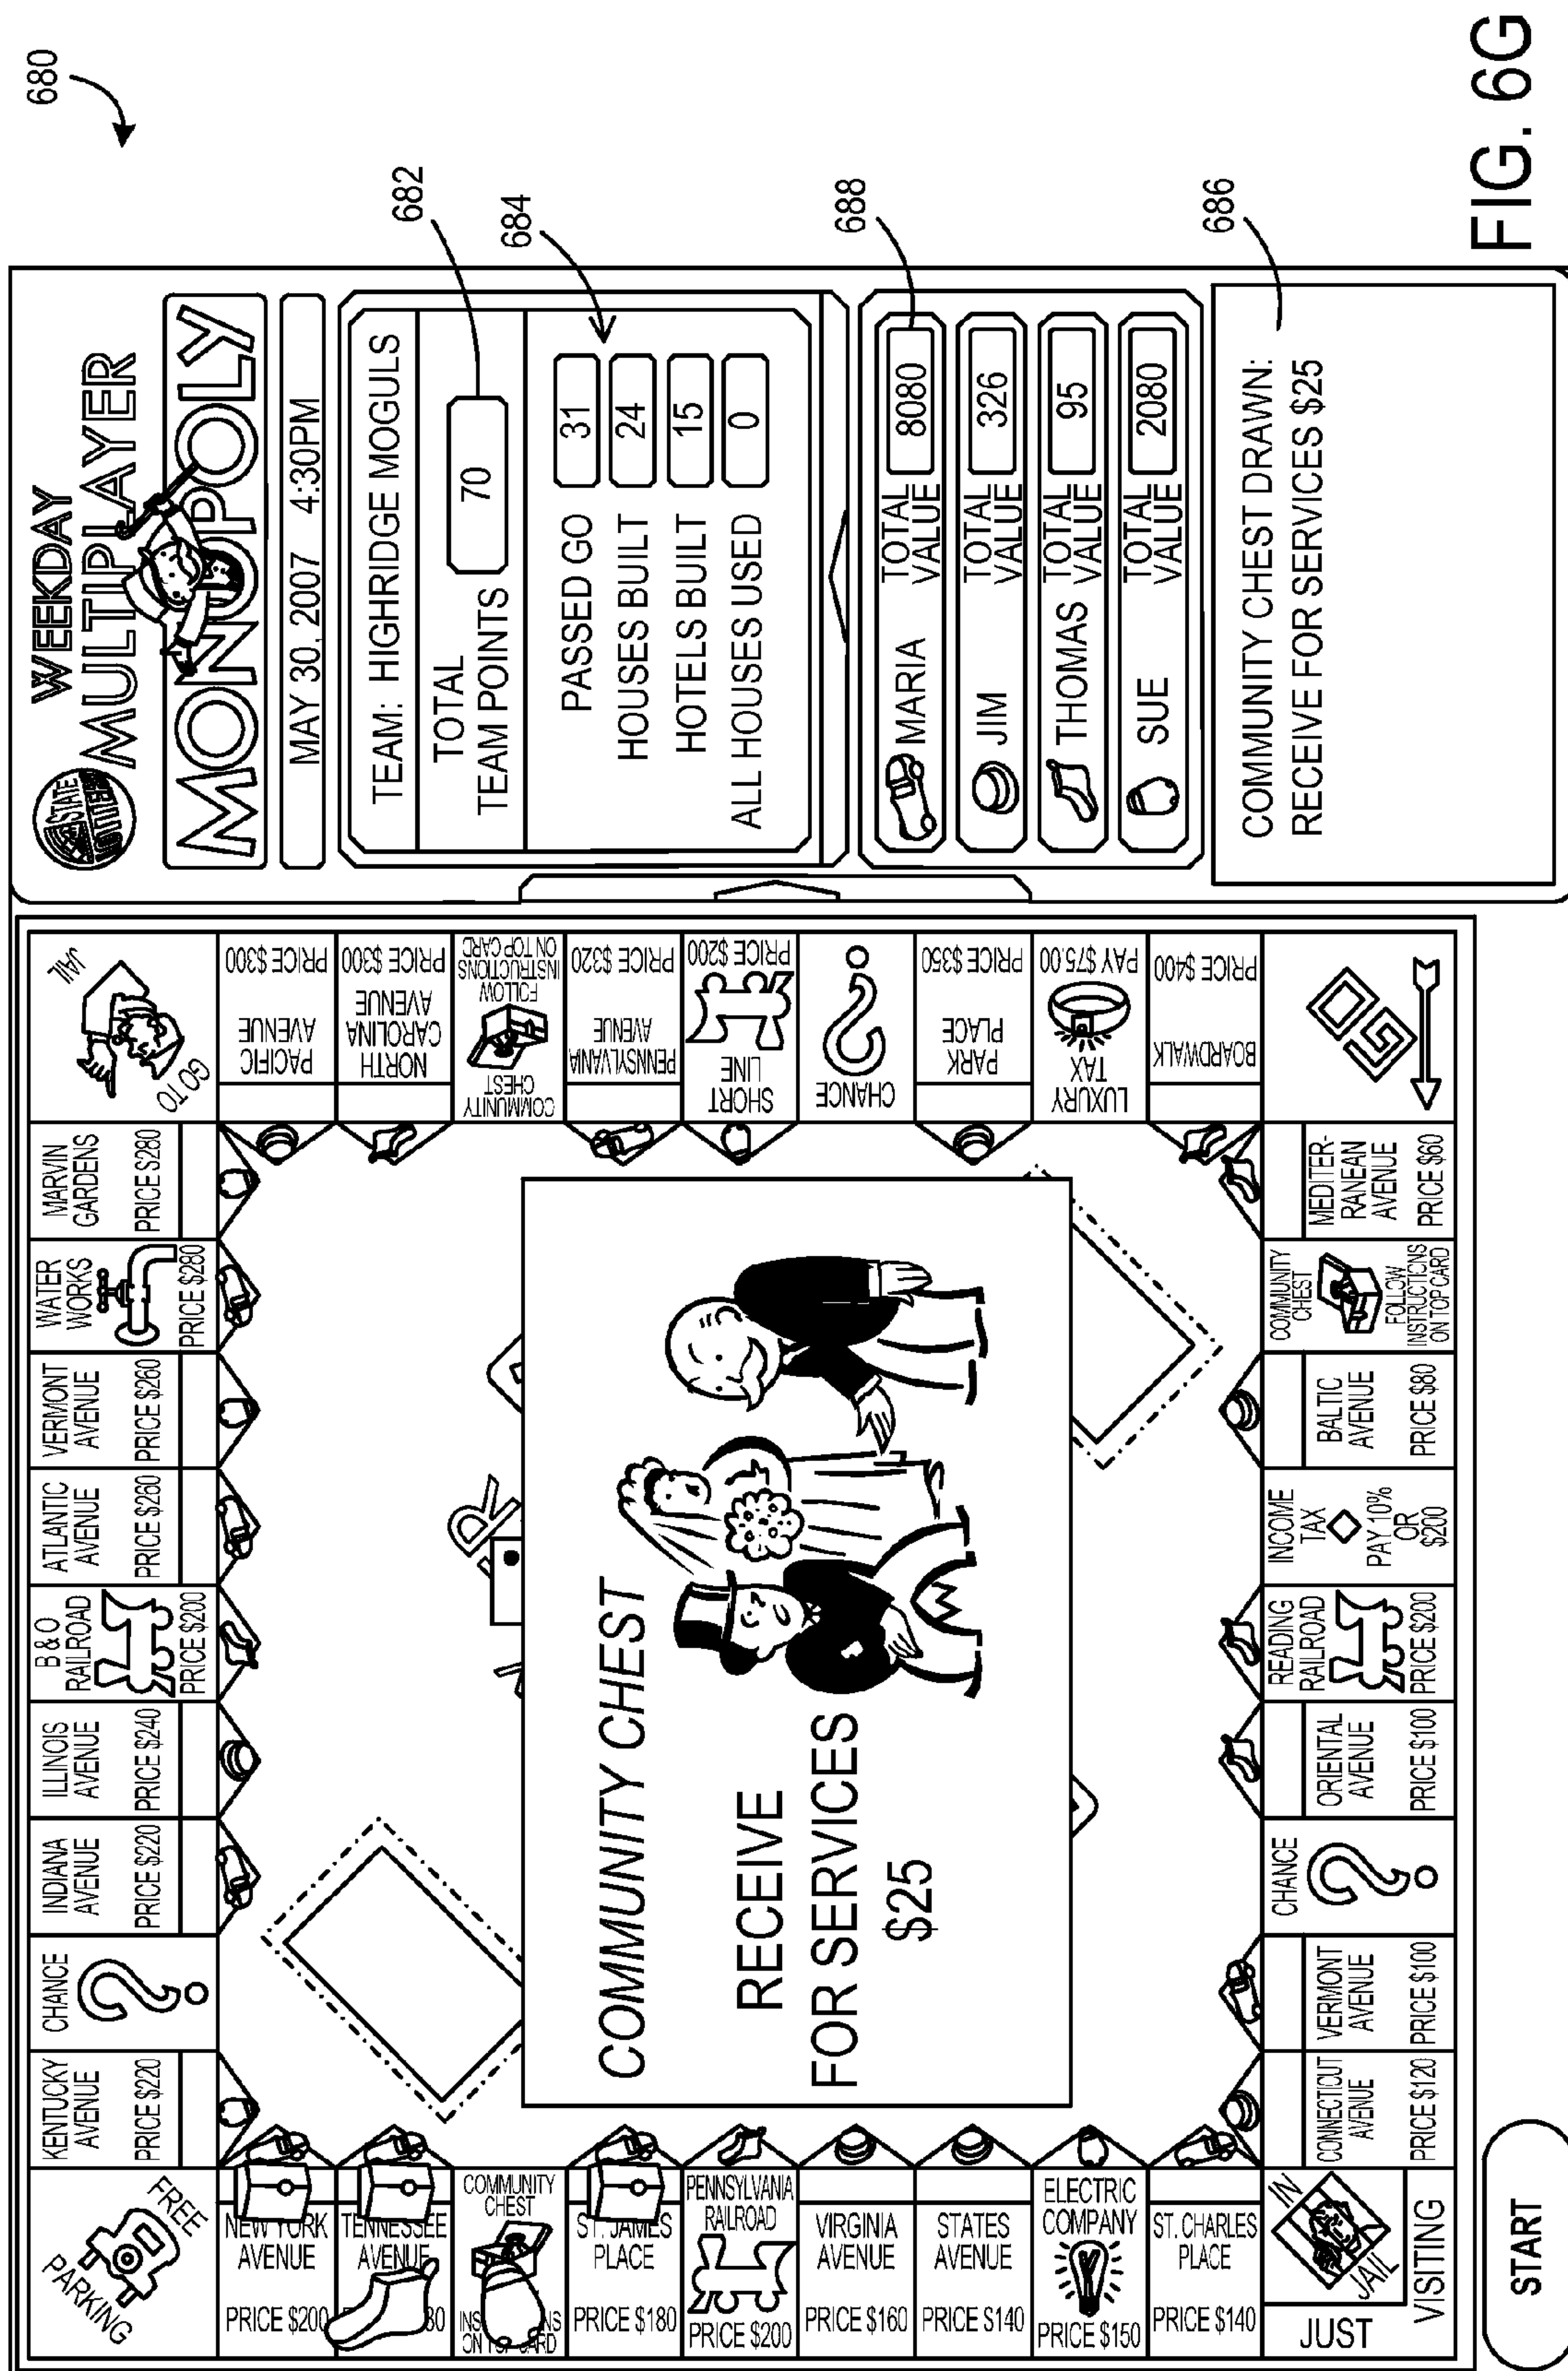 680
WEEKDAY
MULTIPLAYER
STATE
LOTTERY
MONOPOLY
MAY 30, 2007 4:30PM
TEAM: HIGHRIDGE MOGULS
TOTAL
TEAM POINTS 70
682
684
PASSED GO 31
HOUSES BUILT 24
HOTELS BUILT 15
ALL HOUSES USED 0
MARIA TOTAL VALUE 8080
688
JIM TOTAL VALUE 326
THOMAS TOTAL VALUE 95
SUE TOTAL VALUE 2080
COMMUNITY CHEST DRAWN:
RECEIVE FOR SERVICES $25
686
FREE
PARKING
KENTUCKY
AVENUE
PRICE $220
CHANCE
INDIANA
AVENUE
PRICE $220
ILLINOIS
AVENUE
PRICE $240
B & O
RAILROAD
PRICE $200
ATLANTIC
AVENUE
PRICE $260
VERMONT
AVENUE
PRICE $260
WATER
WORKS
PRICE $280
MARVIN
GARDENS
PRICE $280
GO TO
JAIL
PACIFIC
AVENUE
PRICE $300
NORTH
CAROLINA
AVENUE
PRICE $300
COMMUNITY
CHEST
FOLLOW
INSTRUCTIONS
ON TOP CARD
PENNSYLVANIA
AVENUE
PRICE $320
SHORT
LINE
PRICE $200
CHANCE
PARK
PLACE
PRICE $350
LUXURY
TAX
PAY $75.00
BOARDWALK
PRICE $400
GO
MEDITER-
RANEAN
AVENUE
PRICE $60
COMMUNITY
CHEST
FOLLOW
INSTRUCTIONS
ON TOP CARD
BALTIC
AVENUE
PRICE $80
INCOME
TAX
PAY 10%
OR
$200
READING
RAILROAD
PRICE $200
ORIENTAL
AVENUE
PRICE $100
CHANCE
VERMONT
AVENUE
PRICE $100
CONNECTICUT
AVENUE
PRICE $120
IN
JAIL
JUST
VISITING
ST. CHARLES
PLACE
PRICE $140
ELECTRIC
COMPANY
PRICE $150
STATES
AVENUE
PRICE $140
VIRGINIA
AVENUE
PRICE $160
PENNSYLVANIA
RAILROAD
PRICE $200
ST. JAMES
PLACE
PRICE $180
COMMUNITY
CHEST
TENNESSEE
AVENUE
NEW YORK
AVENUE
PRICE $200
COMMUNITY CHEST
RECEIVE
FOR SERVICES
$25
START
FIG. 6G